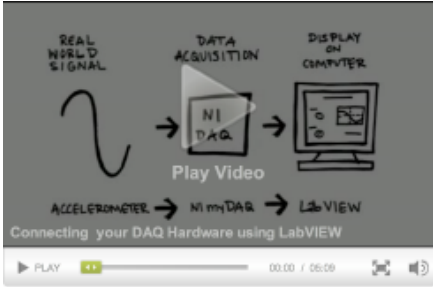 REAL
WORLD
SIGNAL
DATA
ACQUISITION
DISPLAY
ON
COMPUTER
NI
DAQ
Play Video
ACCELEROMETER → NI myDAQ → LabVIEW
Connecting your DAQ Hardware using LabVIEW
PLAY
00:00 / 05:09